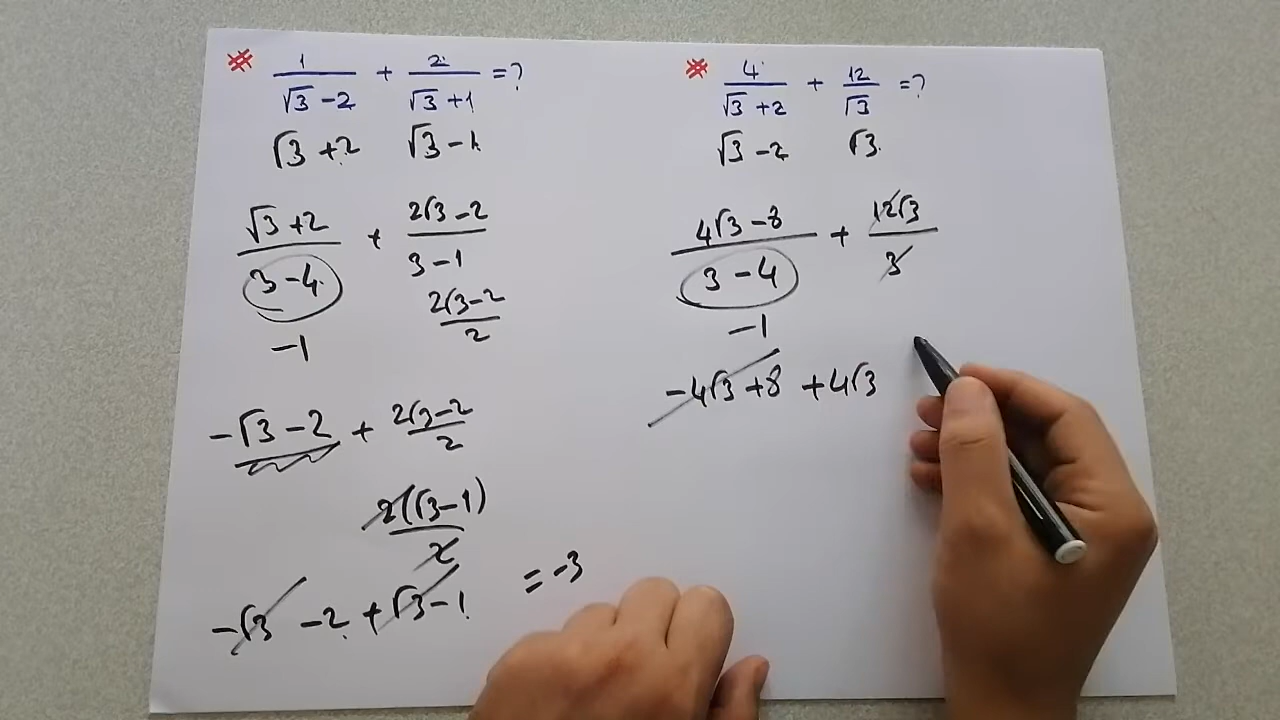 * 1/(√3 −2) + 2/(√3 +1) =?
√3 +2 √3 −1
(√3 +2)/(3 −4) + (2√3 −2)/(3 −1)
−1 (2√3 −2)/2
−√3 −2 + (2√3 −2)/2
2(√3 −1)/2
−√3 −2 +√3 −1 = −3
* 4/(√3 +2) + 12/√3 =?
√3 −2 √3
(4√3 −8)/(3 −4) + 12√3/3
−1
−4√3 +8 +4√3